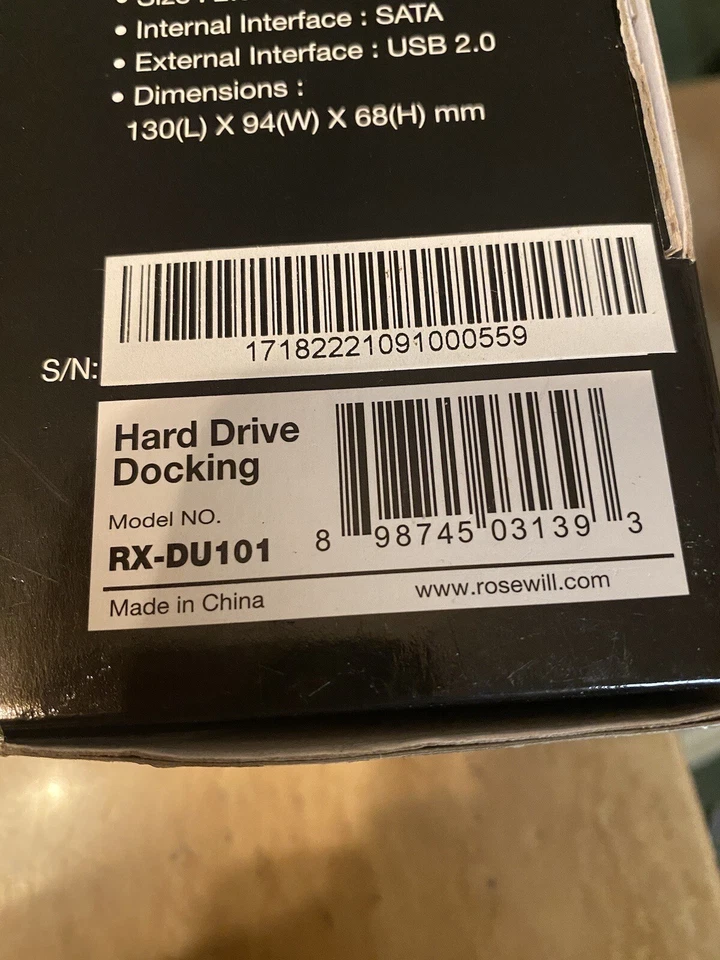 • Internal Interface : SATA
• External Interface : USB 2.0
• Dimensions :
130(L) X 94(W) X 68(H) mm
17182221091000559
S/N:
Hard Drive
Docking
Model NO.
RX-DU101
8 98745 03139 3
Made in China
www.rosewill.com